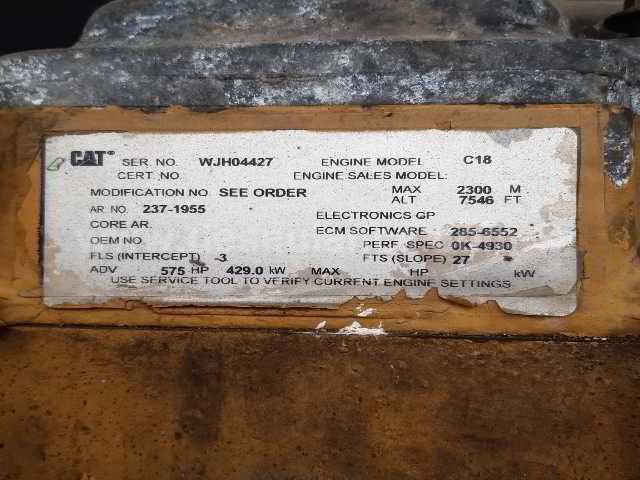 CAT SER. NO. WJH04427 ENGINE MODEL C18
CERT. NO. ENGINE SALES MODEL:
MODIFICATION NO. SEE ORDER MAX ALT 2300 M 7546 FT
AR NO. 237-1955 ELECTRONICS GP
CORE AR. ECM SOFTWARE 285-6552
OEM NO. PERF. SPEC 0K-4930
FLS (INTERCEPT) -3 FTS (SLOPE) 27
ADV 575 HP 429.0 kW MAX HP kW
USE SERVICE TOOL TO VERIFY CURRENT ENGINE SETTINGS